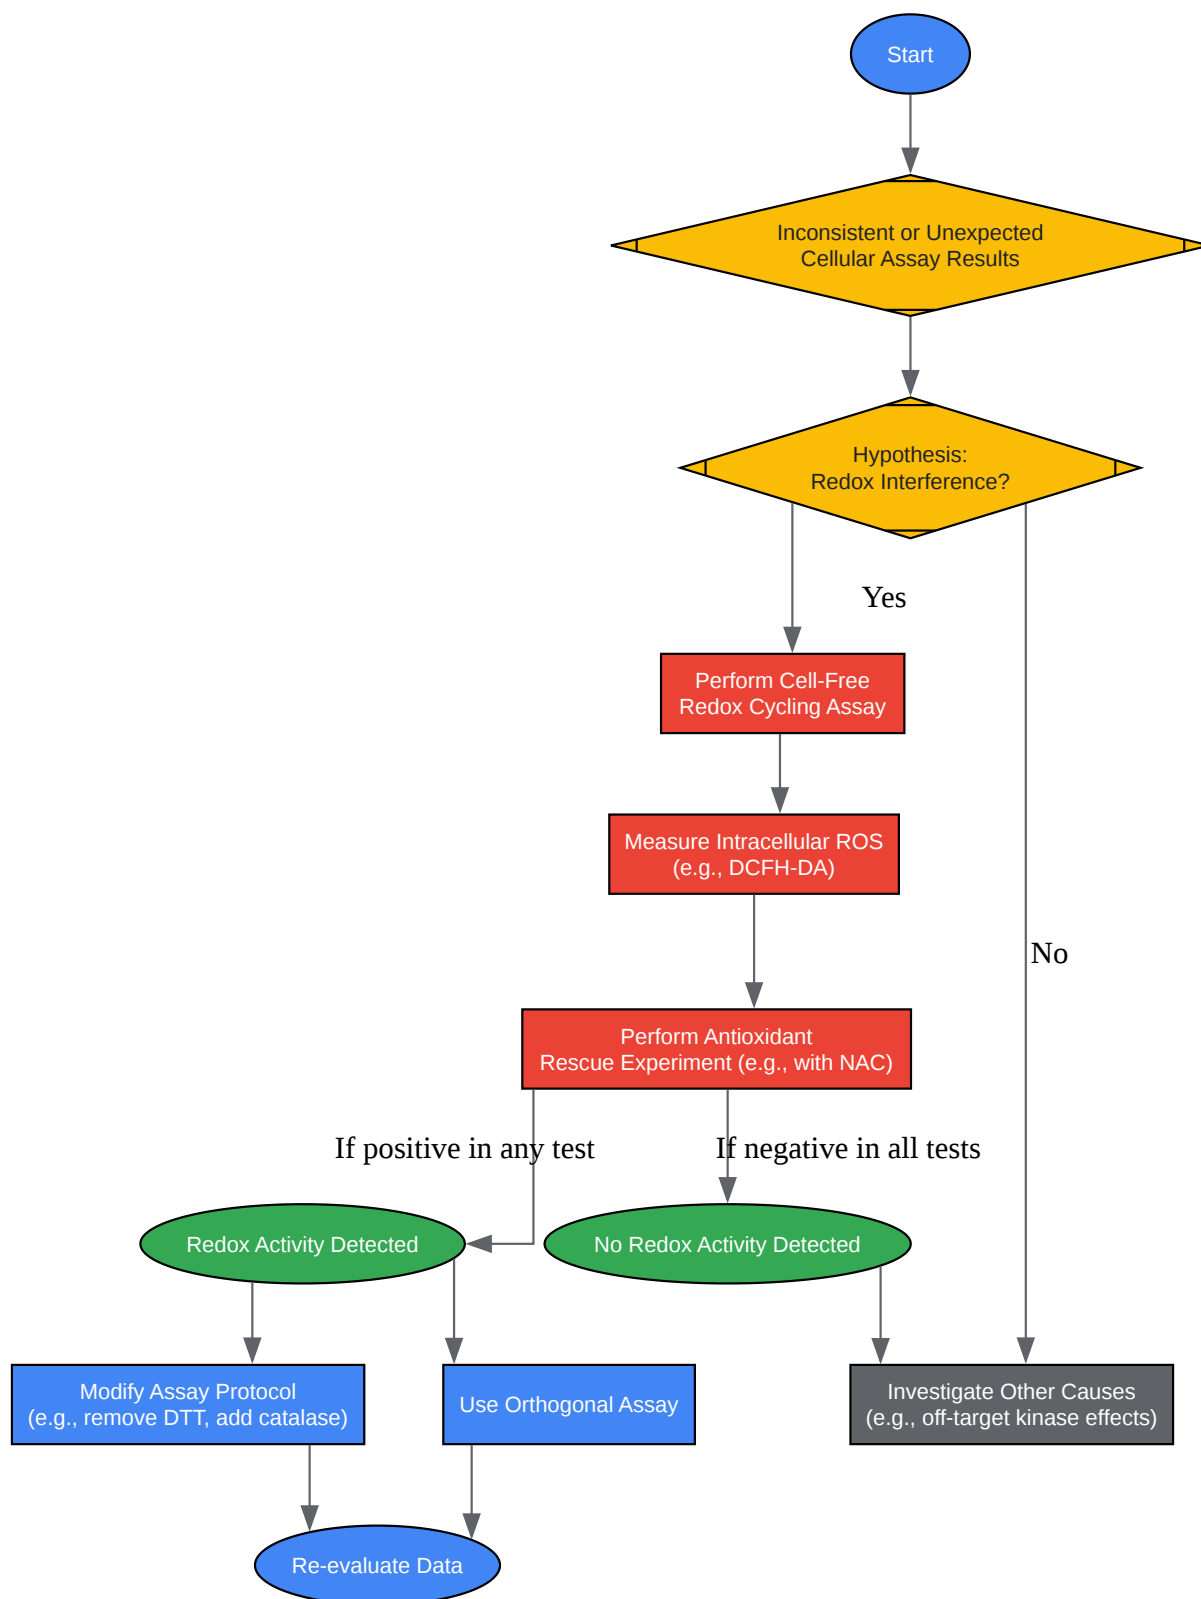 Start
Inconsistent or Unexpected
Cellular Assay Results
Hypothesis:
Redox Interference?
Yes
Perform Cell-Free
Redox Cycling Assay
Measure Intracellular ROS
(e.g., DCFH-DA)
No
Perform Antioxidant
Rescue Experiment (e.g., with NAC)
If positive in any test
If negative in all tests
Redox Activity Detected
No Redox Activity Detected
Modify Assay Protocol
(e.g., remove DTT, add catalase)
Use Orthogonal Assay
Investigate Other Causes
(e.g., off-target kinase effects)
Re-evaluate Data